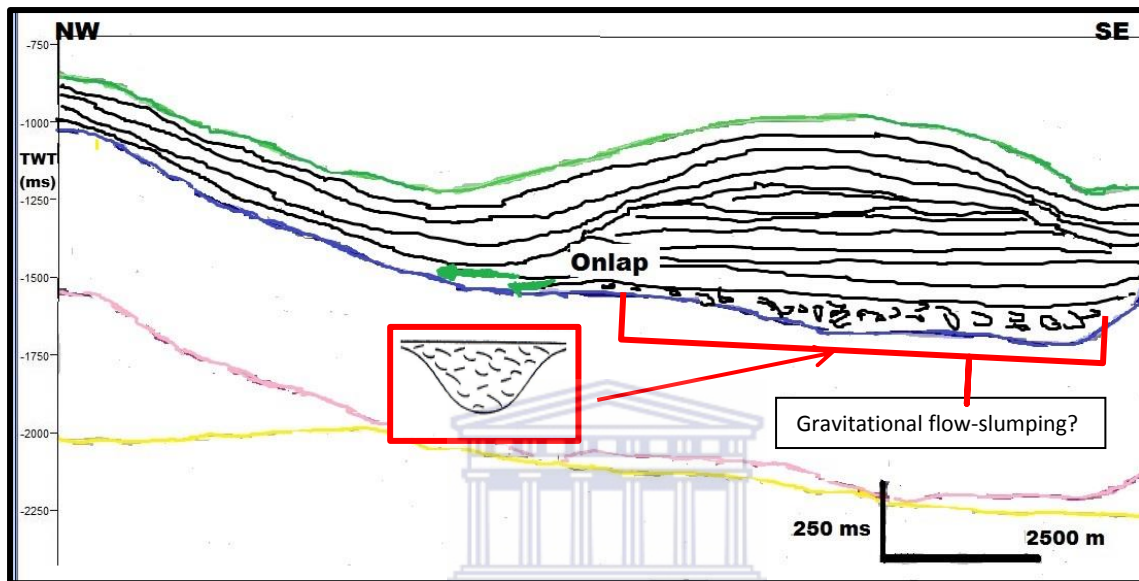 NW
SE
-750
-1000
TWT
(ms)
-1250
-1500
-1750
-2000
-2250
Onlap
Gravitational flow-slumping?
250 ms
2500 m